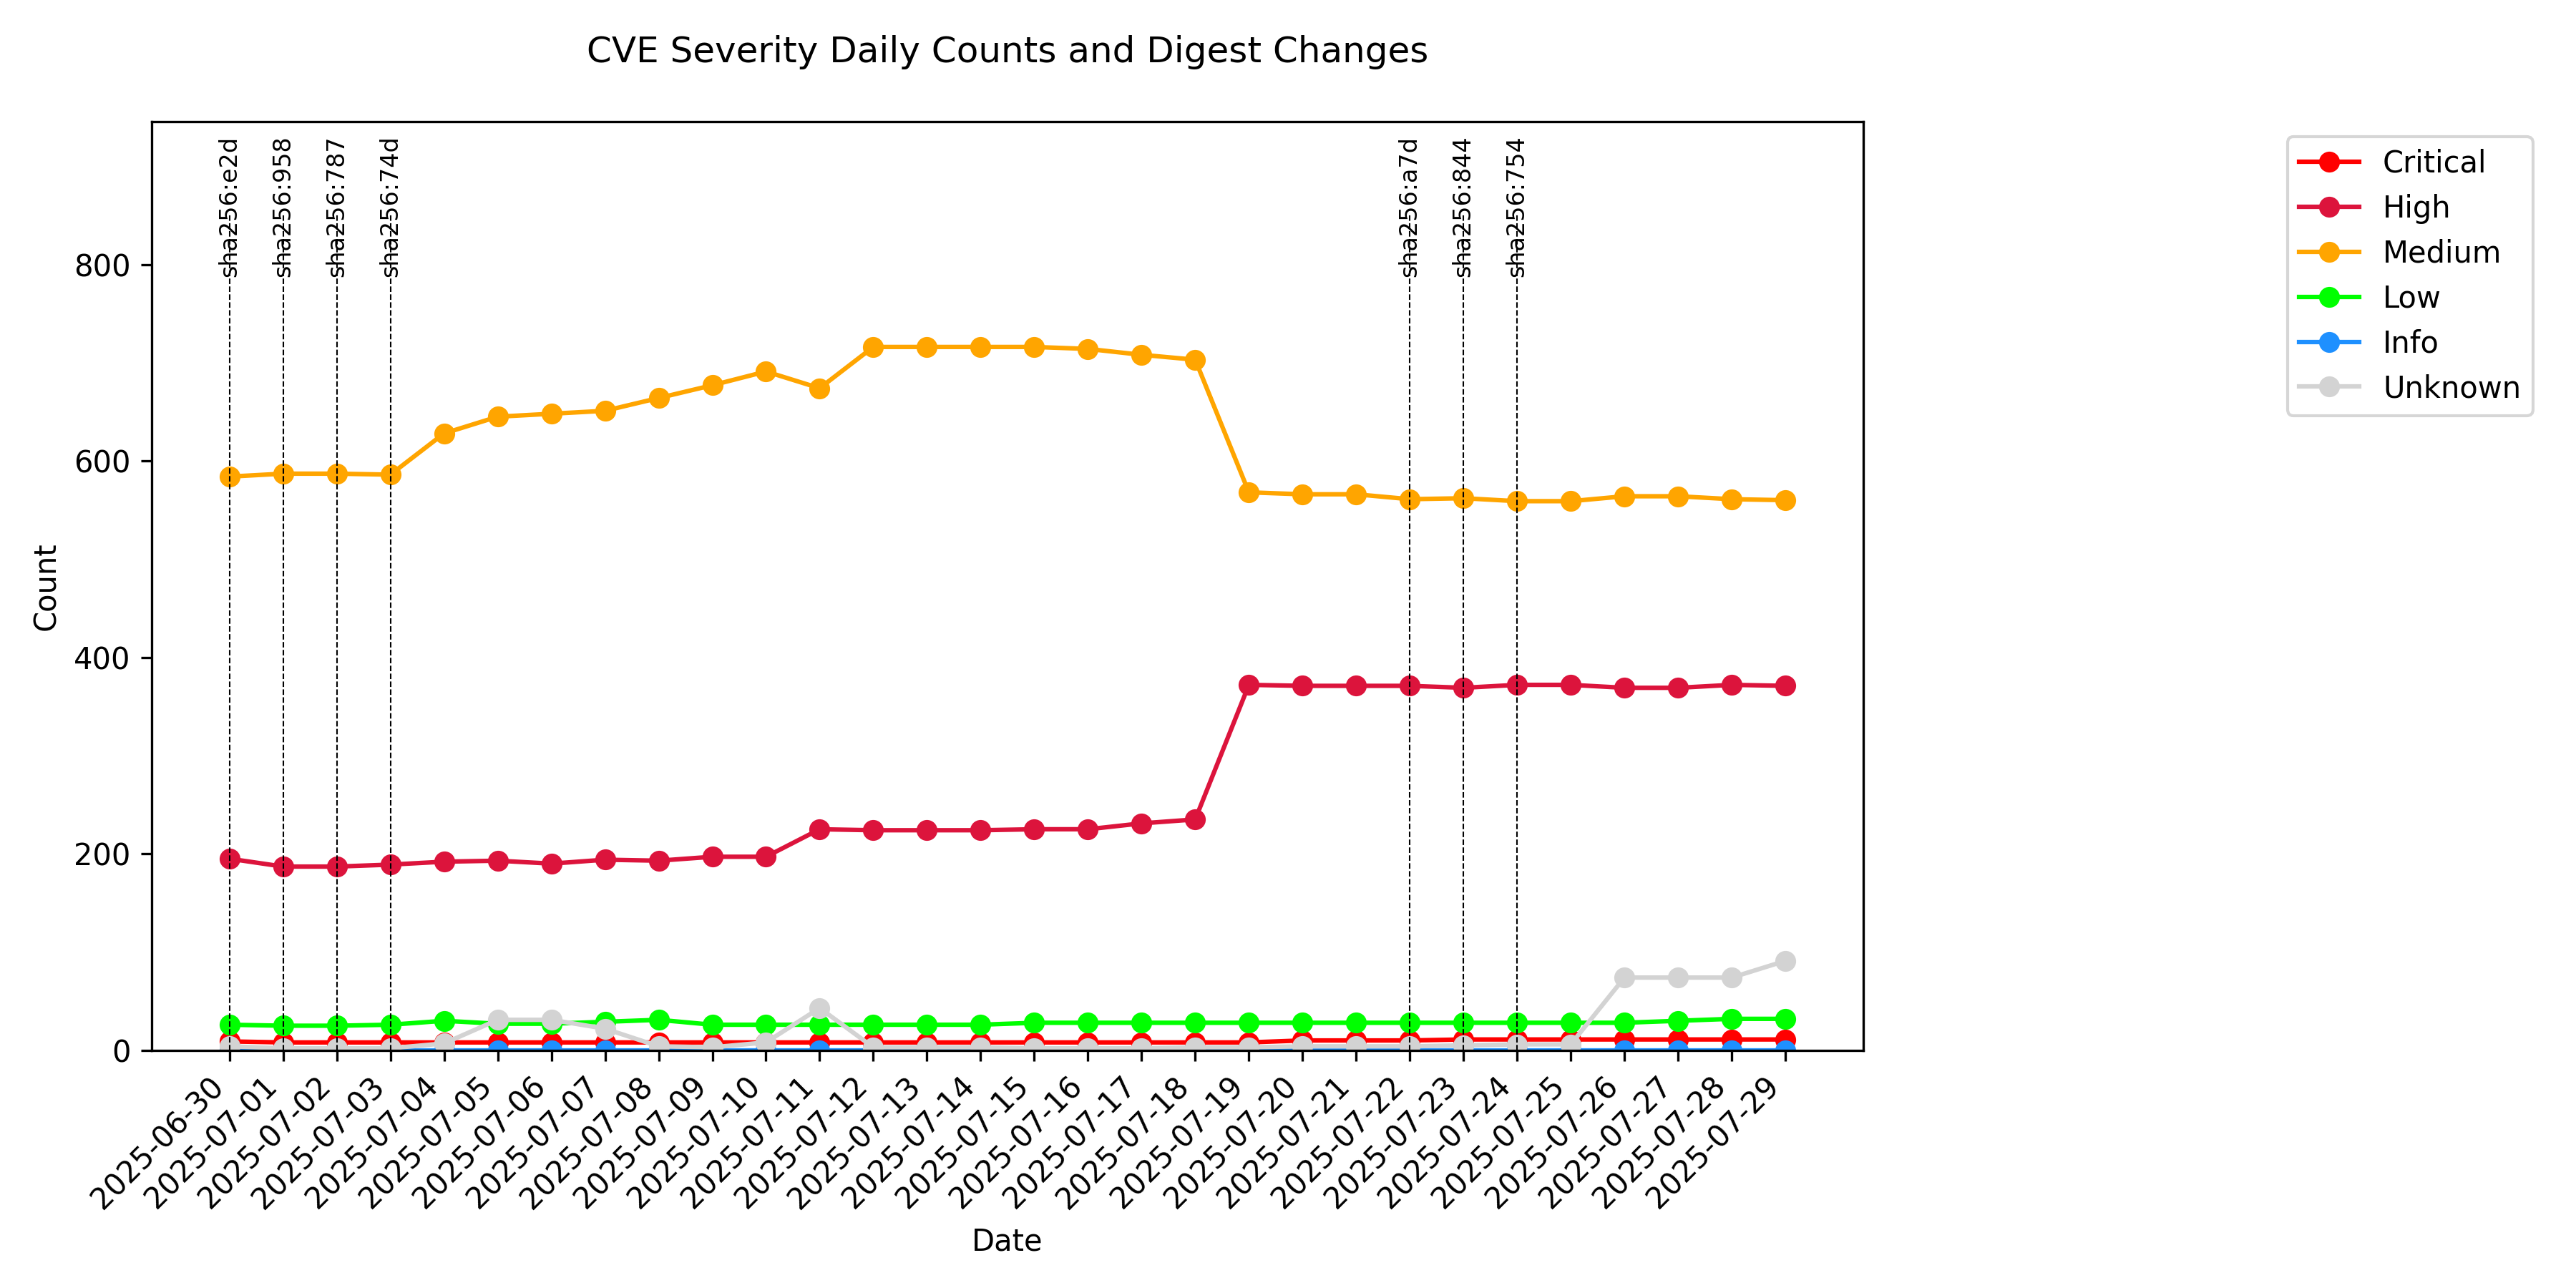 CVE Severity Daily Counts and Digest Changes
sha256:e2d
sha256:958
sha256:787
sha256:74d
sha256:a7d
sha256:844
sha256:754
Critical
High
Medium
Low
Info
Unknown
Count
800
600
400
200
0
2025-06-30
2025-07-01
2025-07-02
2025-07-03
2025-07-04
2025-07-05
2025-07-06
2025-07-07
2025-07-08
2025-07-09
2025-07-10
2025-07-11
2025-07-12
2025-07-13
2025-07-14
2025-07-15
2025-07-16
2025-07-17
2025-07-18
2025-07-19
2025-07-20
2025-07-21
2025-07-22
2025-07-23
2025-07-24
2025-07-25
2025-07-26
2025-07-27
2025-07-28
2025-07-29
Date